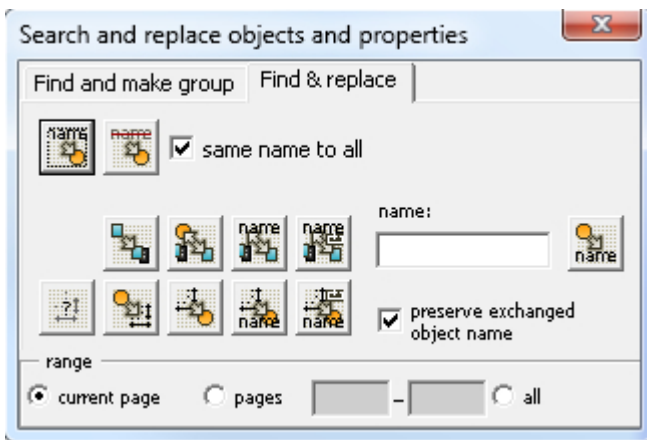 Search and replace objects and properties
Find and make group Find & replace
name name same name to all
name:
name name name
?
name name
preserve exchanged
object name
range
current page pages - all